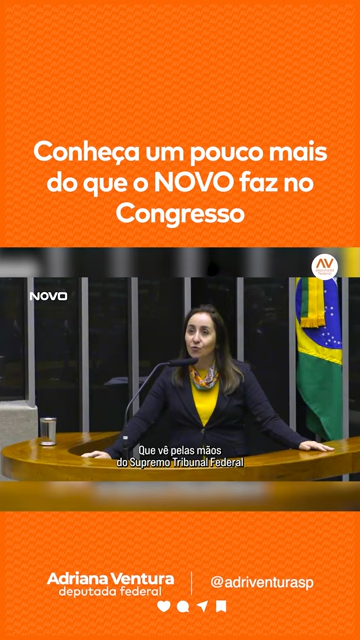 Conheça um pouco mais
do que o NOVO faz no
Congresso
AV
NOVO
Que vê pelas mãos
do Supremo Tribunal Federal
Adriana Ventura
deputada federal
@adriventurasp